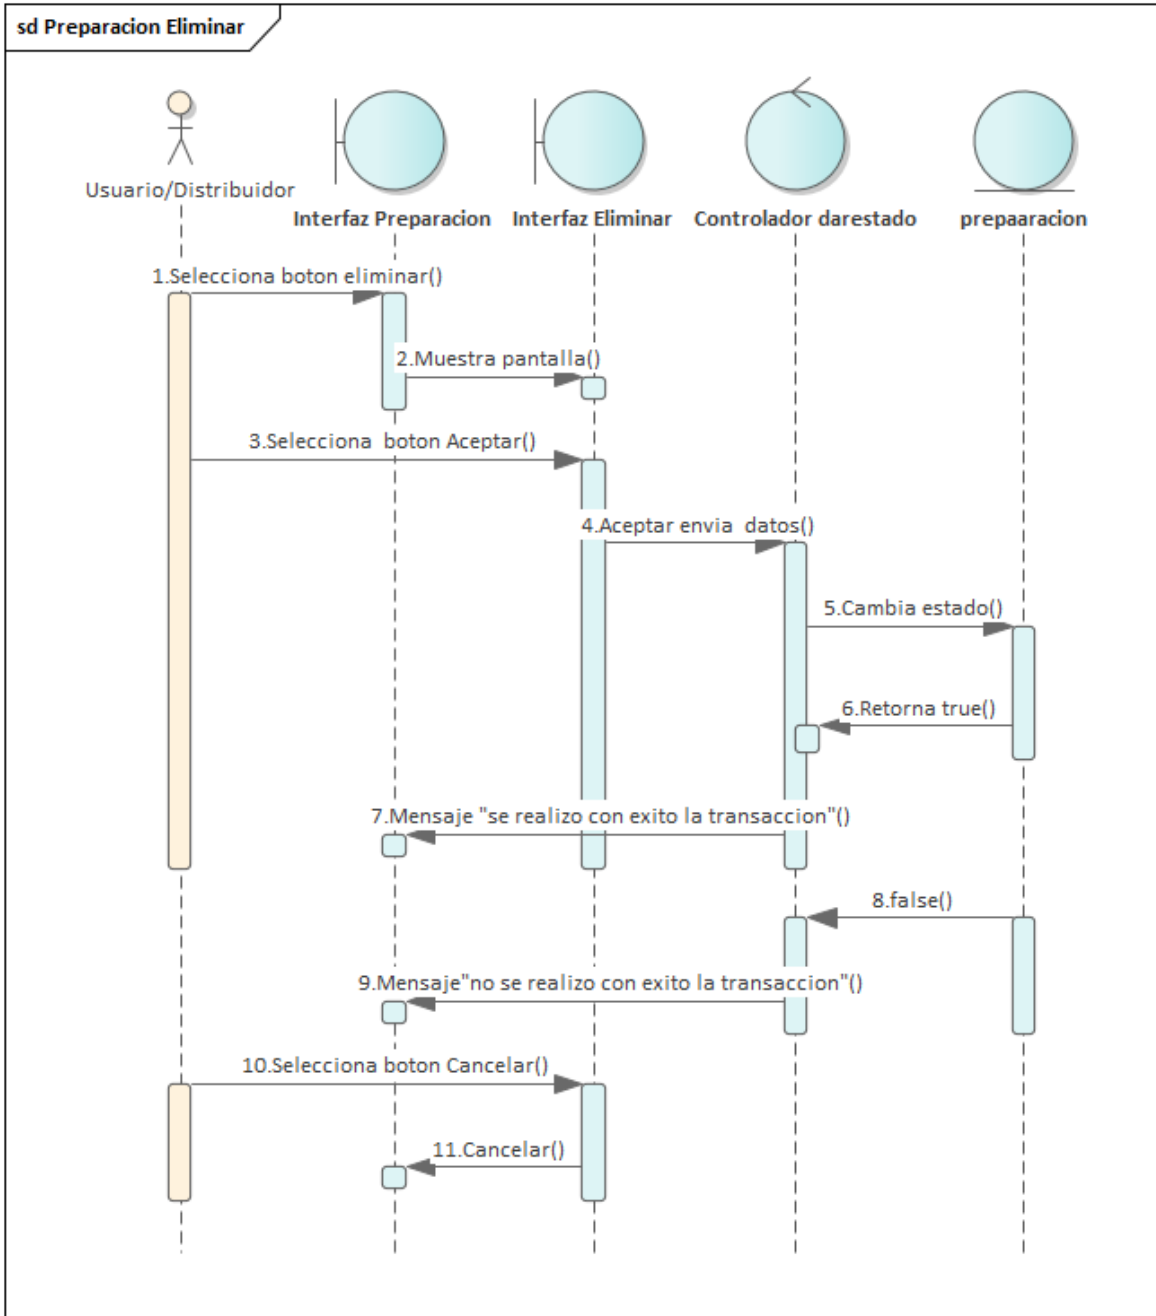 sd Preparacion Eliminar
Usuario/Distribuidor
Interfaz Preparacion
Interfaz Eliminar
Controlador darestado
prepaaracion
1.Selecciona boton eliminar()
2.Muestra pantalla()
3.Selecciona  boton Aceptar()
4.Aceptar envia  datos()
5.Cambia estado()
6.Retorna true()
7.Mensaje "se realizo con exito la transaccion"()
8.false()
9.Mensaje"no se realizo con exito la transaccion"()
10.Selecciona boton Cancelar()
11.Cancelar()